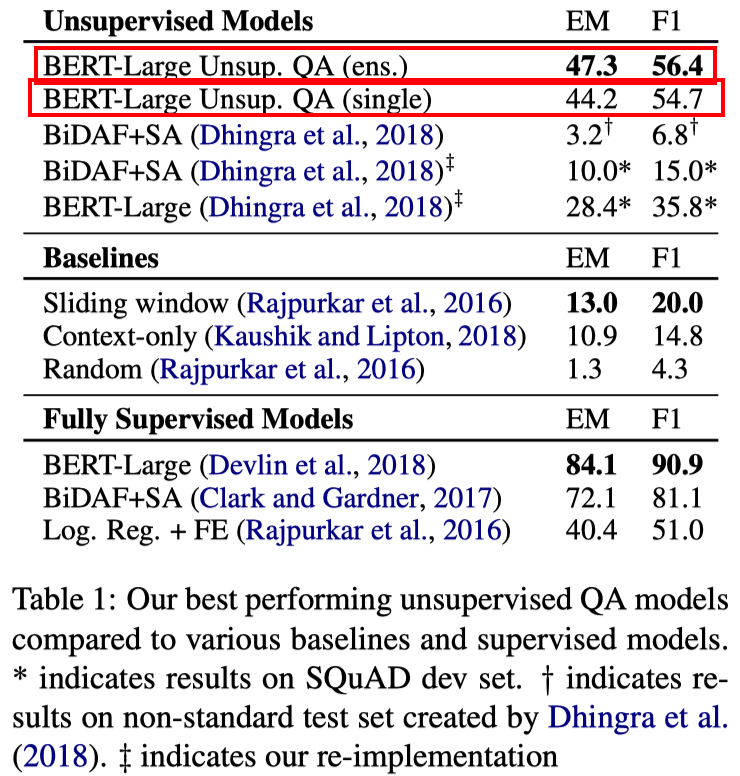 Unsupervised Models EM F1
BERT-Large Unsup. QA (ens.) 47.3 56.4
BERT-Large Unsup. QA (single) 44.2 54.7
BiDAF+SA (Dhingra et al., 2018) 3.2† 6.8†
BiDAF+SA (Dhingra et al., 2018)‡ 10.0* 15.0*
BERT-Large (Dhingra et al., 2018)‡ 28.4* 35.8*
Baselines EM F1
Sliding window (Rajpurkar et al., 2016) 13.0 20.0
Context-only (Kaushik and Lipton, 2018) 10.9 14.8
Random (Rajpurkar et al., 2016) 1.3 4.3
Fully Supervised Models EM F1
BERT-Large (Devlin et al., 2018) 84.1 90.9
BiDAF+SA (Clark and Gardner, 2017) 72.1 81.1
Log. Reg. + FE (Rajpurkar et al., 2016) 40.4 51.0
Table 1: Our best performing unsupervised QA models
compared to various baselines and supervised models.
* indicates results on SQuAD dev set. † indicates re-
sults on non-standard test set created by Dhingra et al.
(2018). ‡ indicates our re-implementation